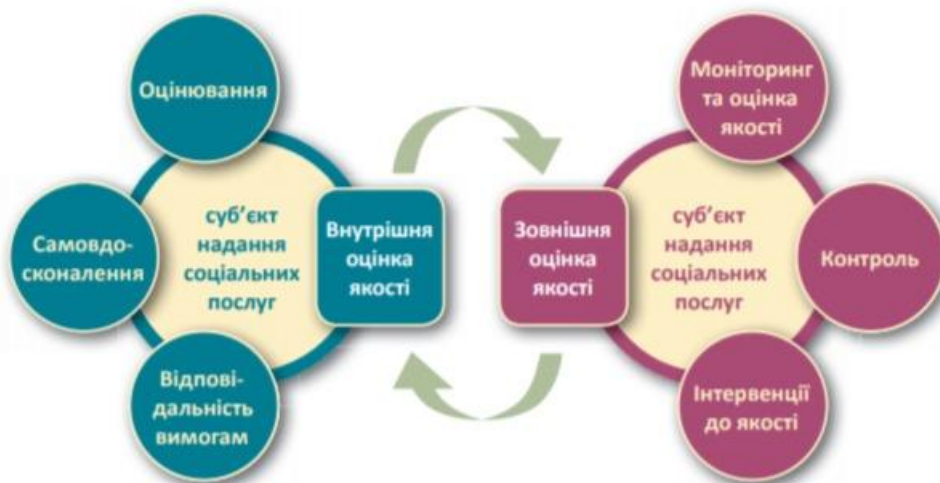 Оцінювання
Самовдо-
сконалення
Відпові-
дальність
вимогам
суб’єкт
надання
соціальних
послуг
Внутрішня
оцінка
якості
Зовнішня
оцінка
якості
суб’єкт
надання
соціальних
послуг
Моніторинг
та оцінка
якості
Контроль
Інтервенції
до якості